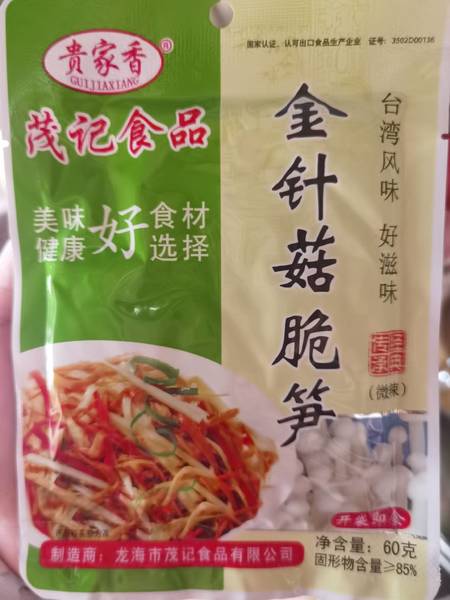 国家认证、认可出口食品生产企业 证号：3502D00136
贵家香®
GUIJIAXIANG
茂记食品
美味 健康 好 食材 选择
金针菇脆笋
台湾风味 好滋味
(微辣)
开袋即食
净含量：60克
固形物含量≥85%
制造商：龙海市茂记食品有限公司